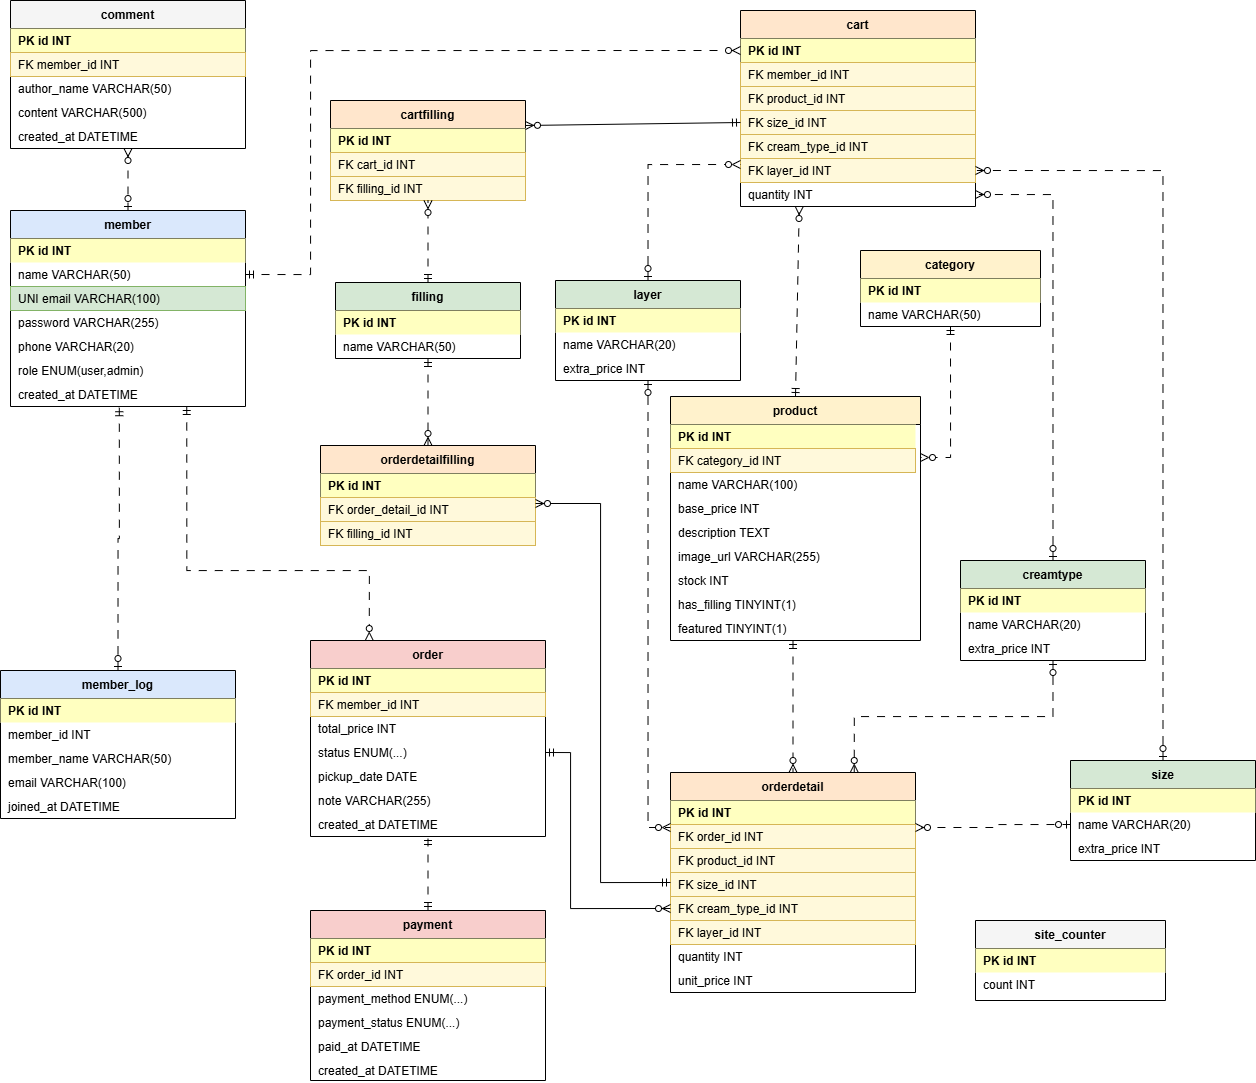 comment
PK id INT
FK member_id INT
author_name VARCHAR(50)
content VARCHAR(500)
created_at DATETIME
member
PK id INT
name VARCHAR(50)
UNI email VARCHAR(100)
password VARCHAR(255)
phone VARCHAR(20)
role ENUM(user,admin)
created_at DATETIME
member_log
PK id INT
member_id INT
member_name VARCHAR(50)
email VARCHAR(100)
joined_at DATETIME
cartfilling
PK id INT
FK cart_id INT
FK filling_id INT
filling
PK id INT
name VARCHAR(50)
orderdetailfilling
PK id INT
FK order_detail_id INT
FK filling_id INT
order
PK id INT
FK member_id INT
total_price INT
status ENUM(...)
pickup_date DATE
note VARCHAR(255)
created_at DATETIME
payment
PK id INT
FK order_id INT
payment_method ENUM(...)
payment_status ENUM(...)
paid_at DATETIME
created_at DATETIME
cart
PK id INT
FK member_id INT
FK product_id INT
FK size_id INT
FK cream_type_id INT
FK layer_id INT
quantity INT
layer
PK id INT
name VARCHAR(20)
extra_price INT
category
PK id INT
name VARCHAR(50)
product
PK id INT
FK category_id INT
name VARCHAR(100)
base_price INT
description TEXT
image_url VARCHAR(255)
stock INT
has_filling TINYINT(1)
featured TINYINT(1)
creamtype
PK id INT
name VARCHAR(20)
extra_price INT
orderdetail
PK id INT
FK order_id INT
FK product_id INT
FK size_id INT
FK cream_type_id INT
FK layer_id INT
quantity INT
unit_price INT
size
PK id INT
name VARCHAR(20)
extra_price INT
site_counter
PK id INT
count INT